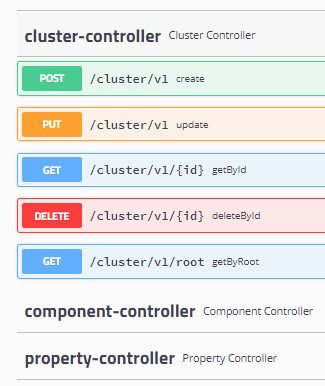 cluster-controller Cluster Controller
POST /cluster/v1 create
PUT /cluster/v1 update
GET /cluster/v1/{id} getById
DELETE /cluster/v1/{id} deleteById
GET /cluster/v1/root getByRoot
component-controller Component Controller
property-controller Property Controller